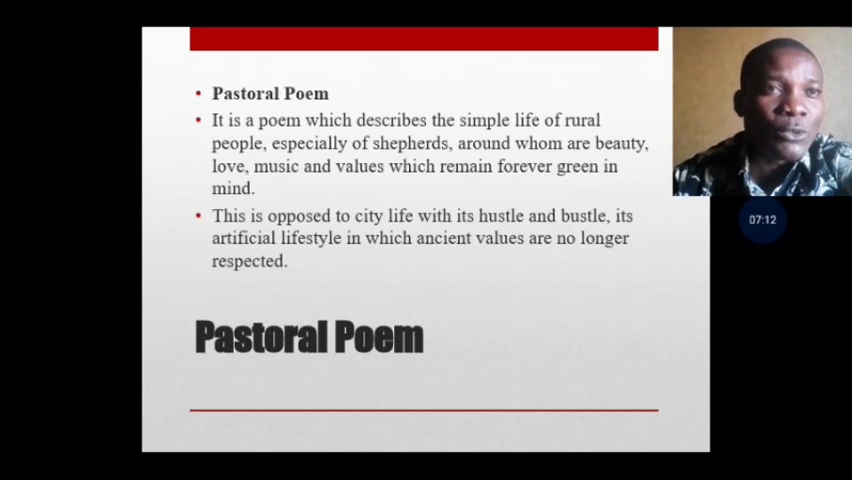 • Pastoral Poem
• It is a poem which describes the simple life of rural
people, especially of shepherds, around whom are beauty,
love, music and values which remain forever green in
mind.
• This is opposed to city life with its hustle and bustle, its
artificial lifestyle in which ancient values are no longer
respected.
Pastoral Poem
07:12